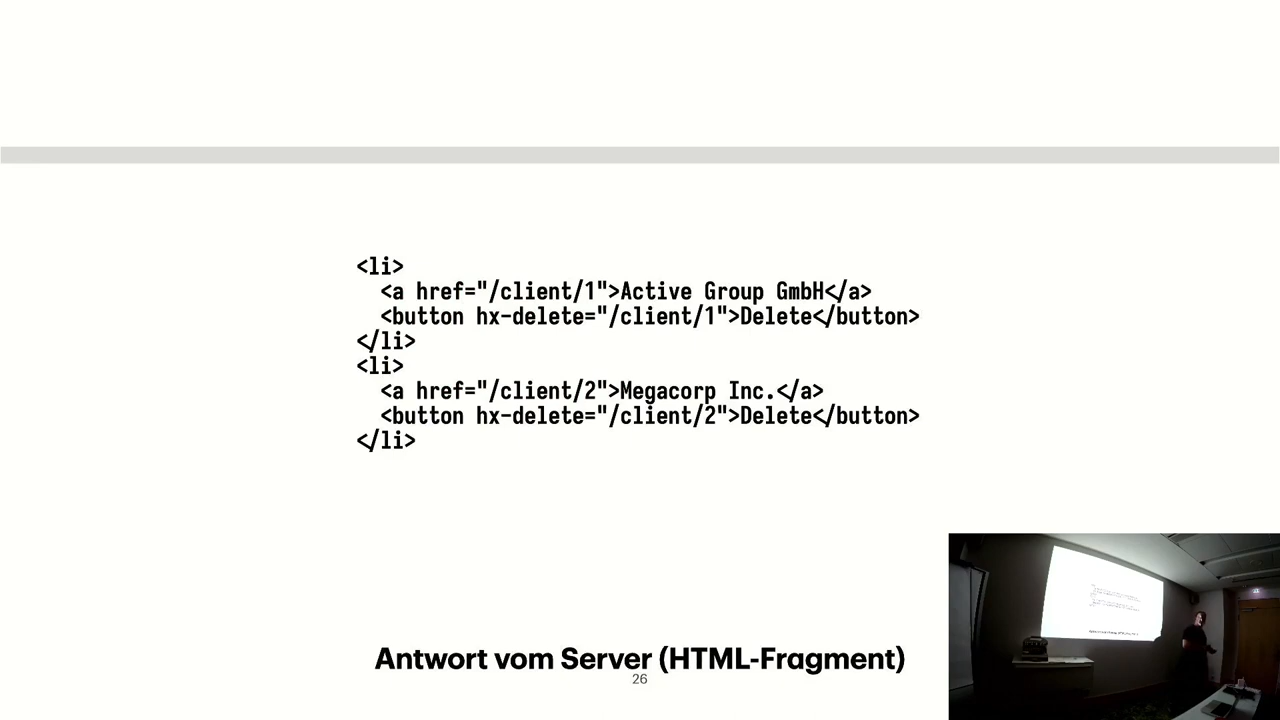 <li>
<a href="/client/1">Active Group GmbH</a>
<button hx-delete="/client/1">Delete</button>
</li>
<li>
<a href="/client/2">Megacorp Inc.</a>
<button hx-delete="/client/2">Delete</button>
</li>
Antwort vom Server (HTML-Fragment)
26